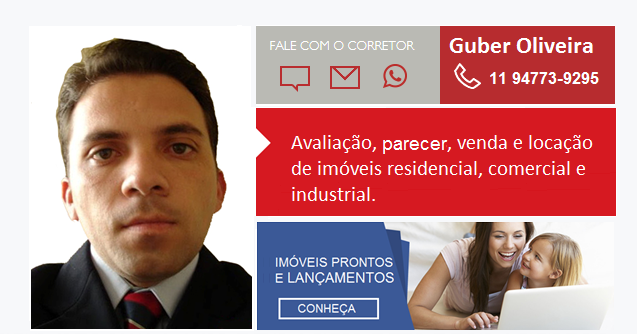 FALE COM O CORRETOR
Guber Oliveira
11 94773-9295
Avaliação, parecer, venda e locação
de imóveis residencial, comercial e
industrial.
IMÓVEIS PRONTOS
E LANÇAMENTOS
CONHEÇA